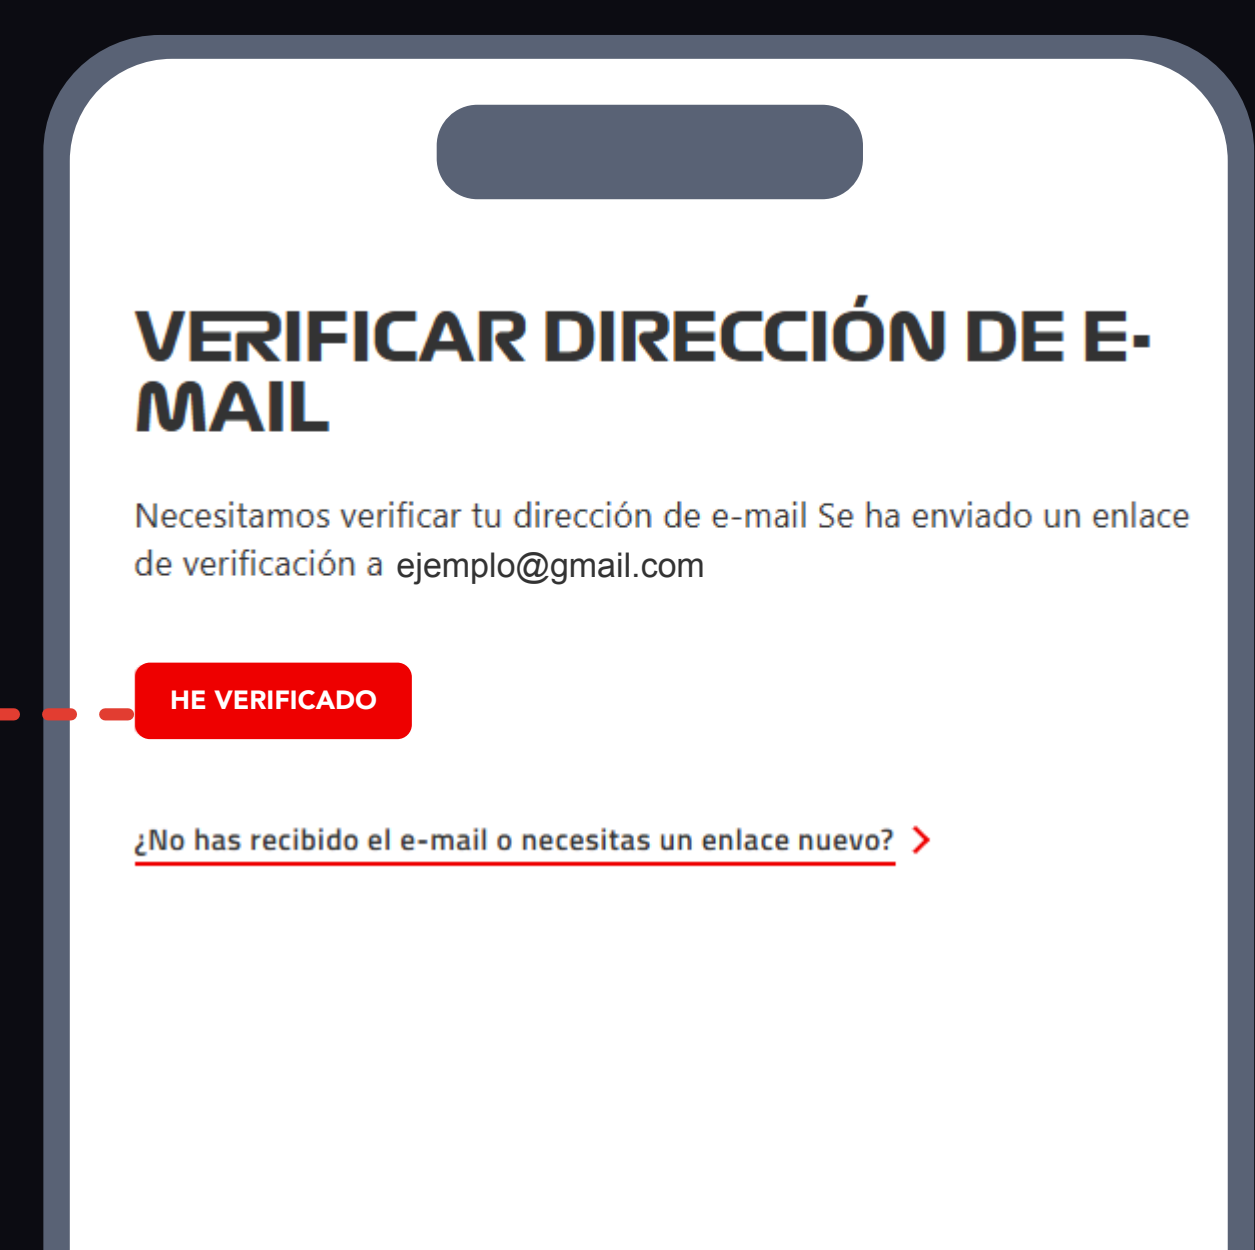 VERIFICAR DIRECCIÓN DE E-
MAIL
Necesitamos verificar tu dirección de e-mail Se ha enviado un enlace
de verificación a ejemplo@gmail.com
HE VERIFICADO
¿No has recibido el e-mail o necesitas un enlace nuevo?